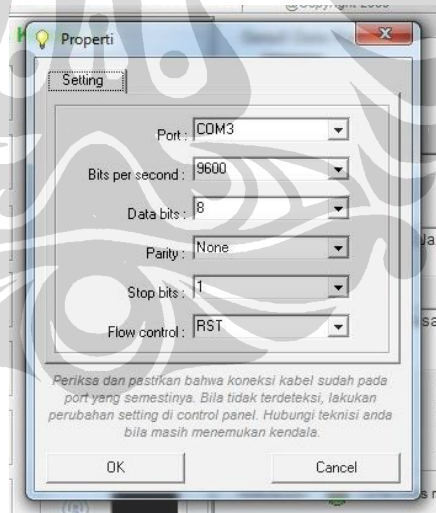 @Copyright 2009
Properti
Setting
Port : COM3
Bits per second : 9600
Data bits : 8
Parity : None
Stop bits : 1
Flow control : RST
Periksa dan pastikan bahwa koneksi kabel sudah pada
port yang semestinya. Bila tidak terdeteksi, lakukan
perubahan setting di control panel. Hubungi teknisi anda
bila masih menemukan kendala.
OK Cancel